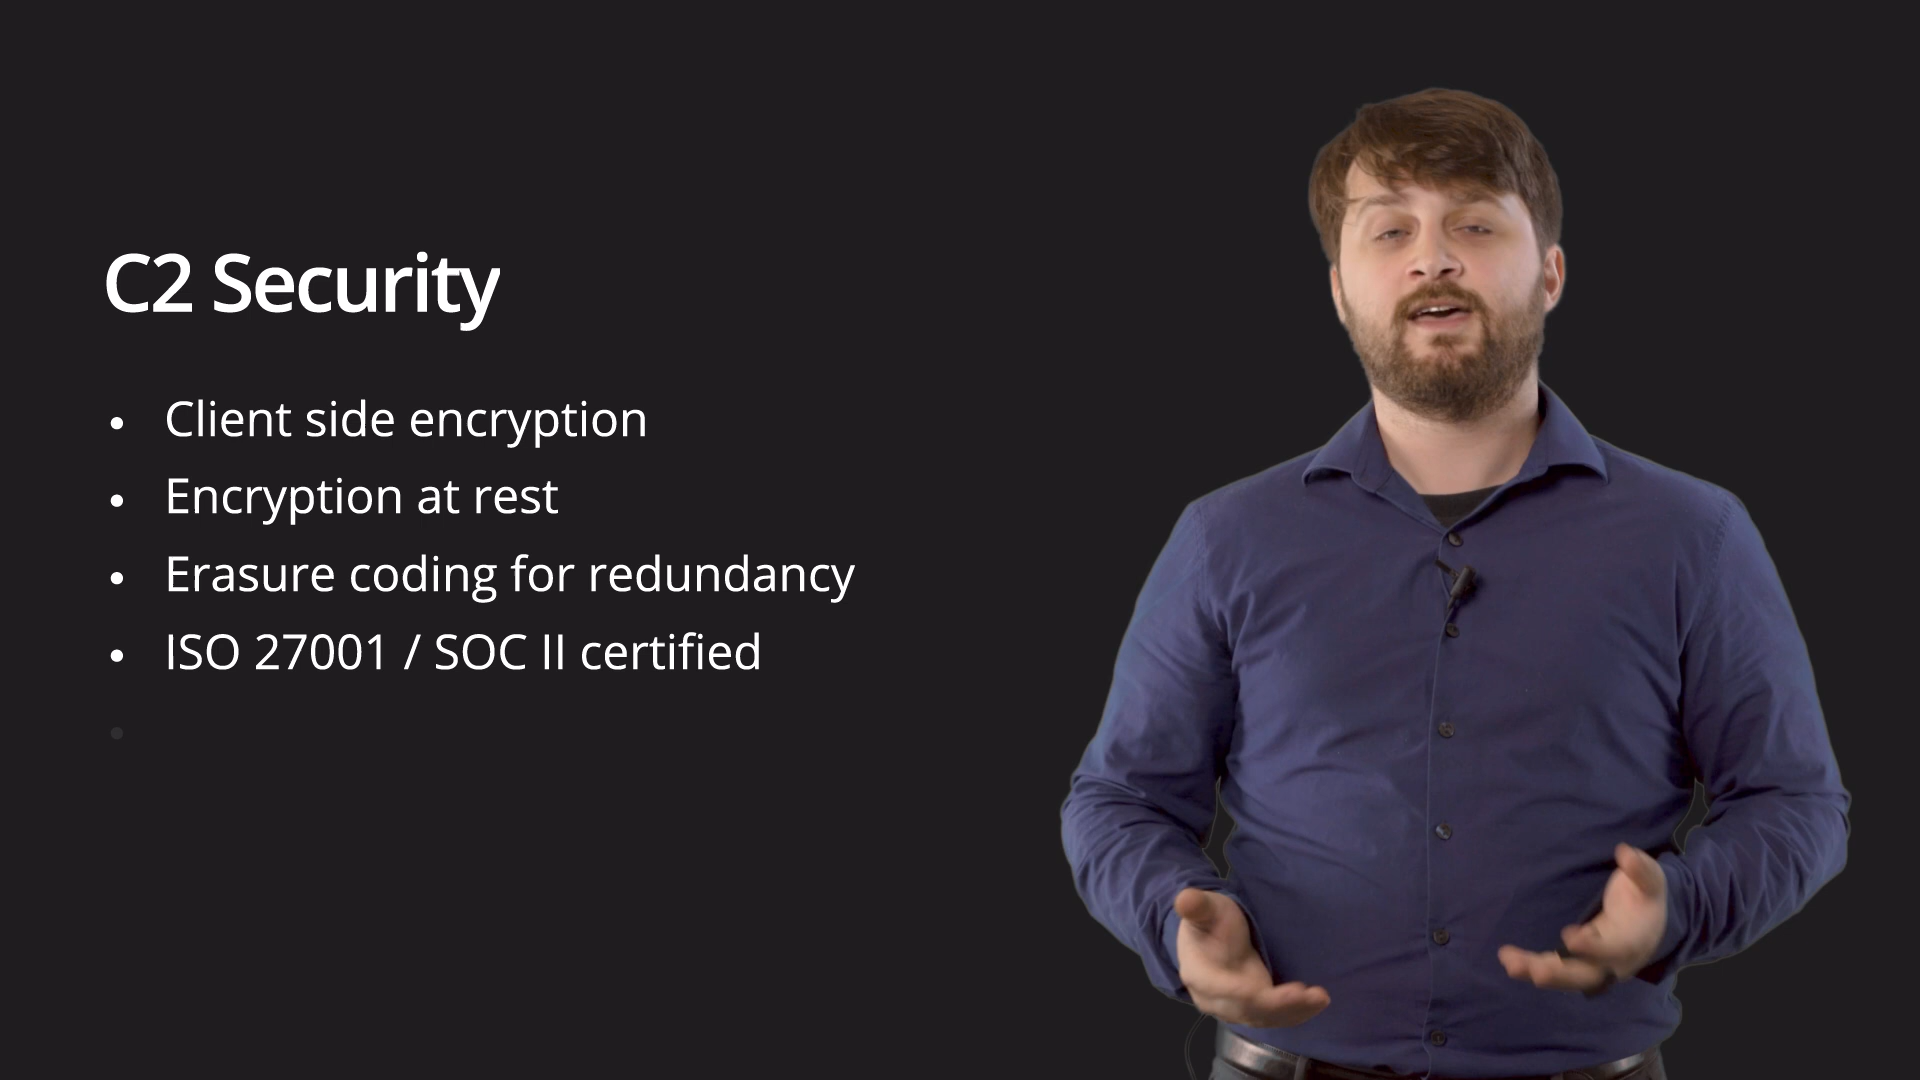 C2 Security
• Client side encryption
• Encryption at rest
• Erasure coding for redundancy
• ISO 27001 / SOC II certified
•